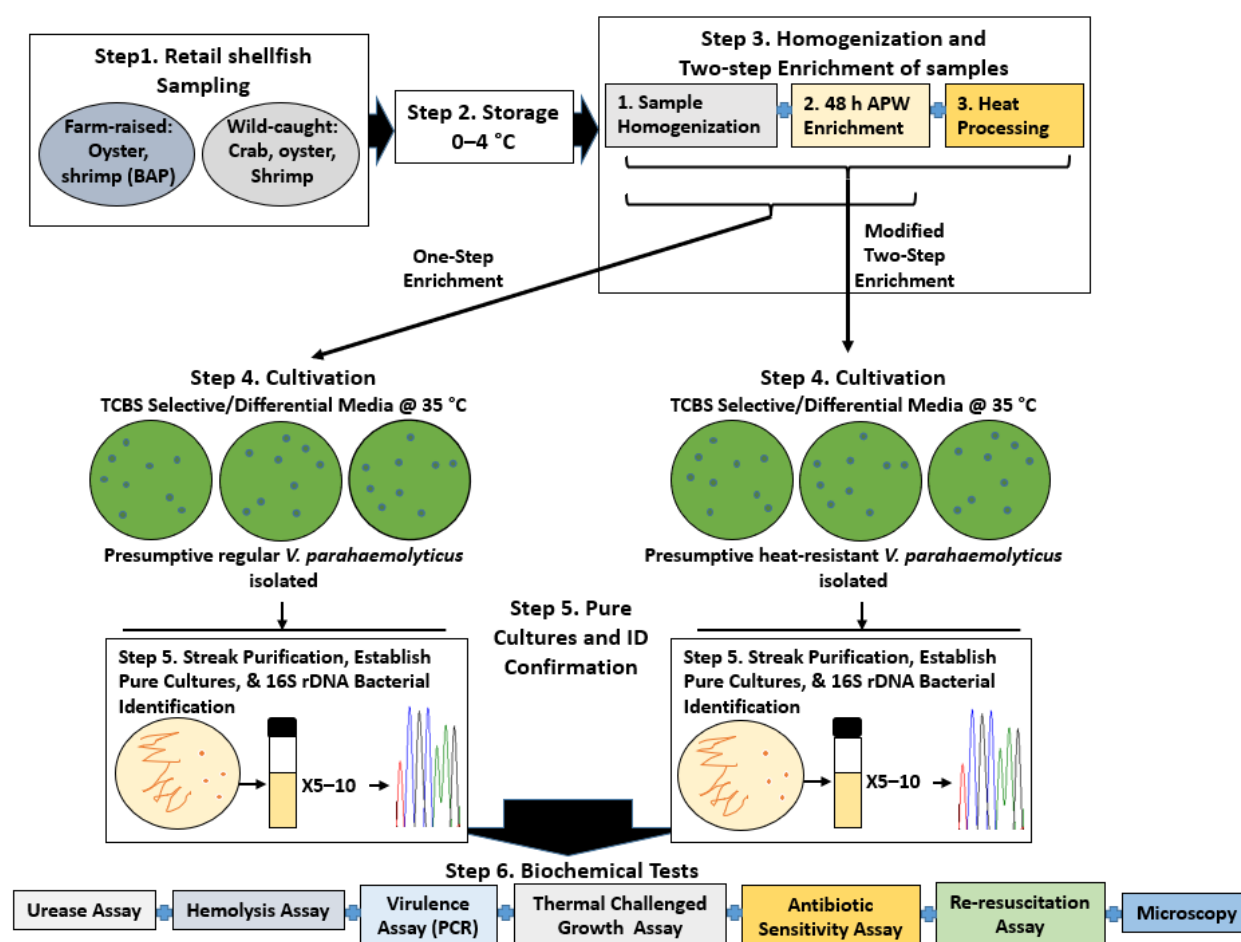 Step1. Retail shellfish
Sampling
Farm-raised:
Oyster,
shrimp (BAP)
Wild-caught:
Crab, oyster,
Shrimp
Step 2. Storage
0–4 °C
Step 3. Homogenization and
Two-step Enrichment of samples
1. Sample
Homogenization
2. 48 h APW
Enrichment
3. Heat
Processing
One-Step
Enrichment
Modified
Two-Step
Enrichment
Step 4. Cultivation
TCBS Selective/Differential Media @ 35 °C
Presumptive regular V. parahaemolyticus
isolated
Step 4. Cultivation
TCBS Selective/Differential Media @ 35 °C
Presumptive heat-resistant V. parahaemolyticus
isolated
Step 5. Pure
Cultures and ID
Confirmation
Step 5. Streak Purification, Establish
Pure Cultures, & 16S rDNA Bacterial
Identification
X5–10
Step 5. Streak Purification, Establish
Pure Cultures, & 16S rDNA Bacterial
Identification
X5–10
Step 6. Biochemical Tests
Urease Assay
Hemolysis Assay
Virulence
Assay (PCR)
Thermal Challenged
Growth Assay
Antibiotic
Sensitivity Assay
Re-resuscitation
Assay
Microscopy